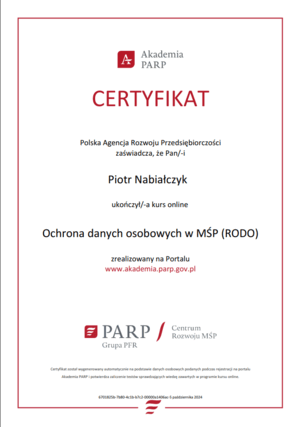 Akademia
PARP
CERTYFIKAT
Polska Agencja Rozwoju Przedsiębiorczości
zaświadcza, że Pan/-i
Piotr Nabiałczyk
ukończył/-a kurs online
Ochrona danych osobowych w MŚP (RODO)
zrealizowany na Portalu
www.akademia.parp.gov.pl
PARP
Grupa PFR
Centrum
Rozwoju MŚP
Certyfikat został wygenerowany automatycznie na podstawie danych osobowych podanych podczas rejestracji na portalu
Akademia PARP i potwierdza zaliczenie testów sprawdzających wiedzę zawartych w programie kursu online.
6 października 2024